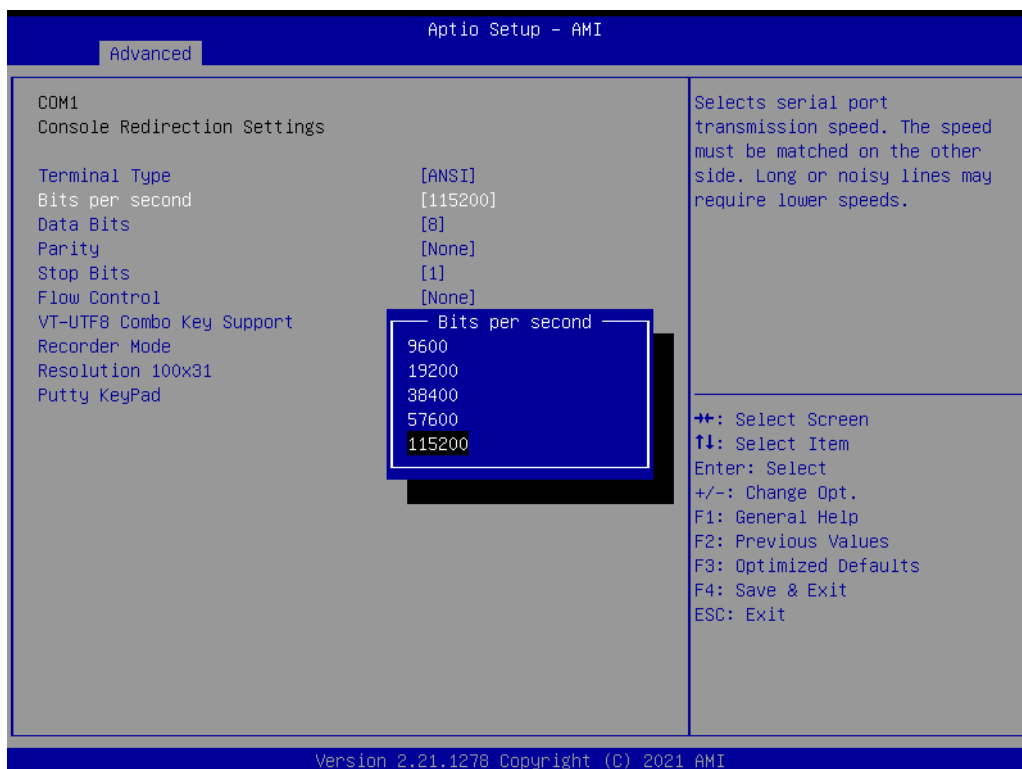 Aptio Setup – AMI
Advanced
COM1
Console Redirection Settings
Terminal Type [ANSI]
Bits per second [115200]
Data Bits [8]
Parity [None]
Stop Bits [1]
Flow Control [None]
VT-UTF8 Combo Key Support
Recorder Mode
Resolution 100x31
Putty KeyPad
Bits per second
9600
19200
38400
57600
115200
Selects serial port
transmission speed. The speed
must be matched on the other
side. Long or noisy lines may
require lower speeds.
→←: Select Screen
↑↓: Select Item
Enter: Select
+/-: Change Opt.
F1: General Help
F2: Previous Values
F3: Optimized Defaults
F4: Save & Exit
ESC: Exit
Version 2.21.1278 Copyright (C) 2021 AMI